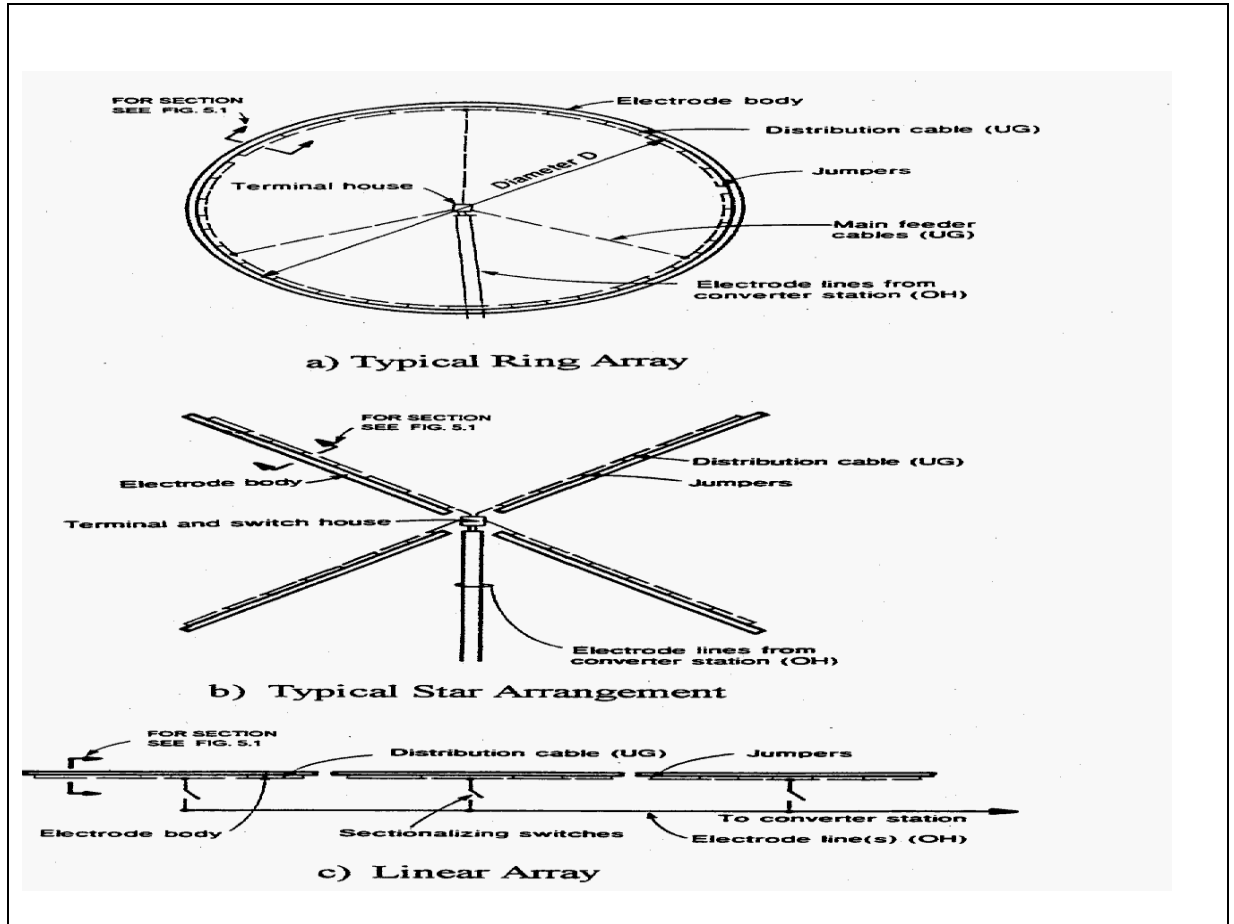 FOR SECTION
SEE FIG. 5.1
Electrode body
Distribution cable (UG)
Jumpers
Terminal house
Diameter D
Main feeder
cables (UG)
Electrode lines from
converter station (OH)
a) Typical Ring Array
FOR SECTION
SEE FIG. 5.1
Distribution cable (UG)
Electrode body
Jumpers
Terminal and switch house
Electrode lines from
converter station (OH)
b) Typical Star Arrangement
FOR SECTION
SEE FIG. 5.1
Distribution cable (UG)
Jumpers
Electrode body
Sectionalizing switches
To converter station
Electrode line(s) (OH)
c) Linear Array